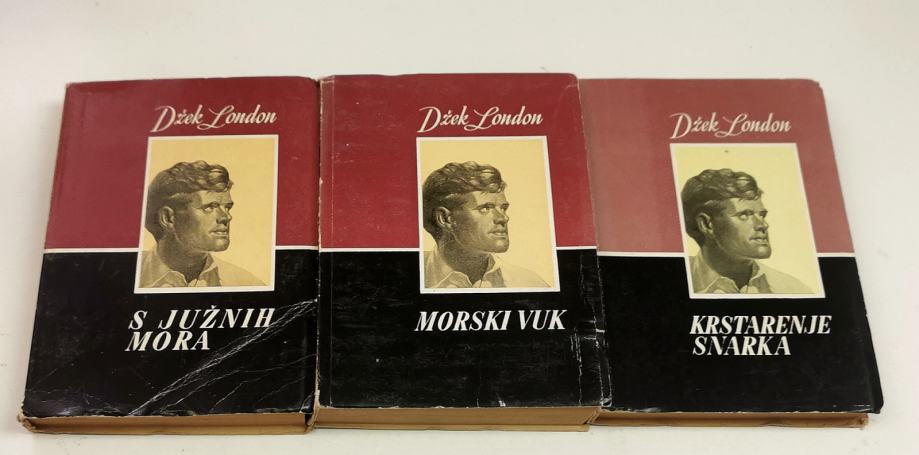 Džek London
S JUŽNIH
MORA
Džek London
MORSKI VUK
Džek London
KRSTARENJE
SNARKA